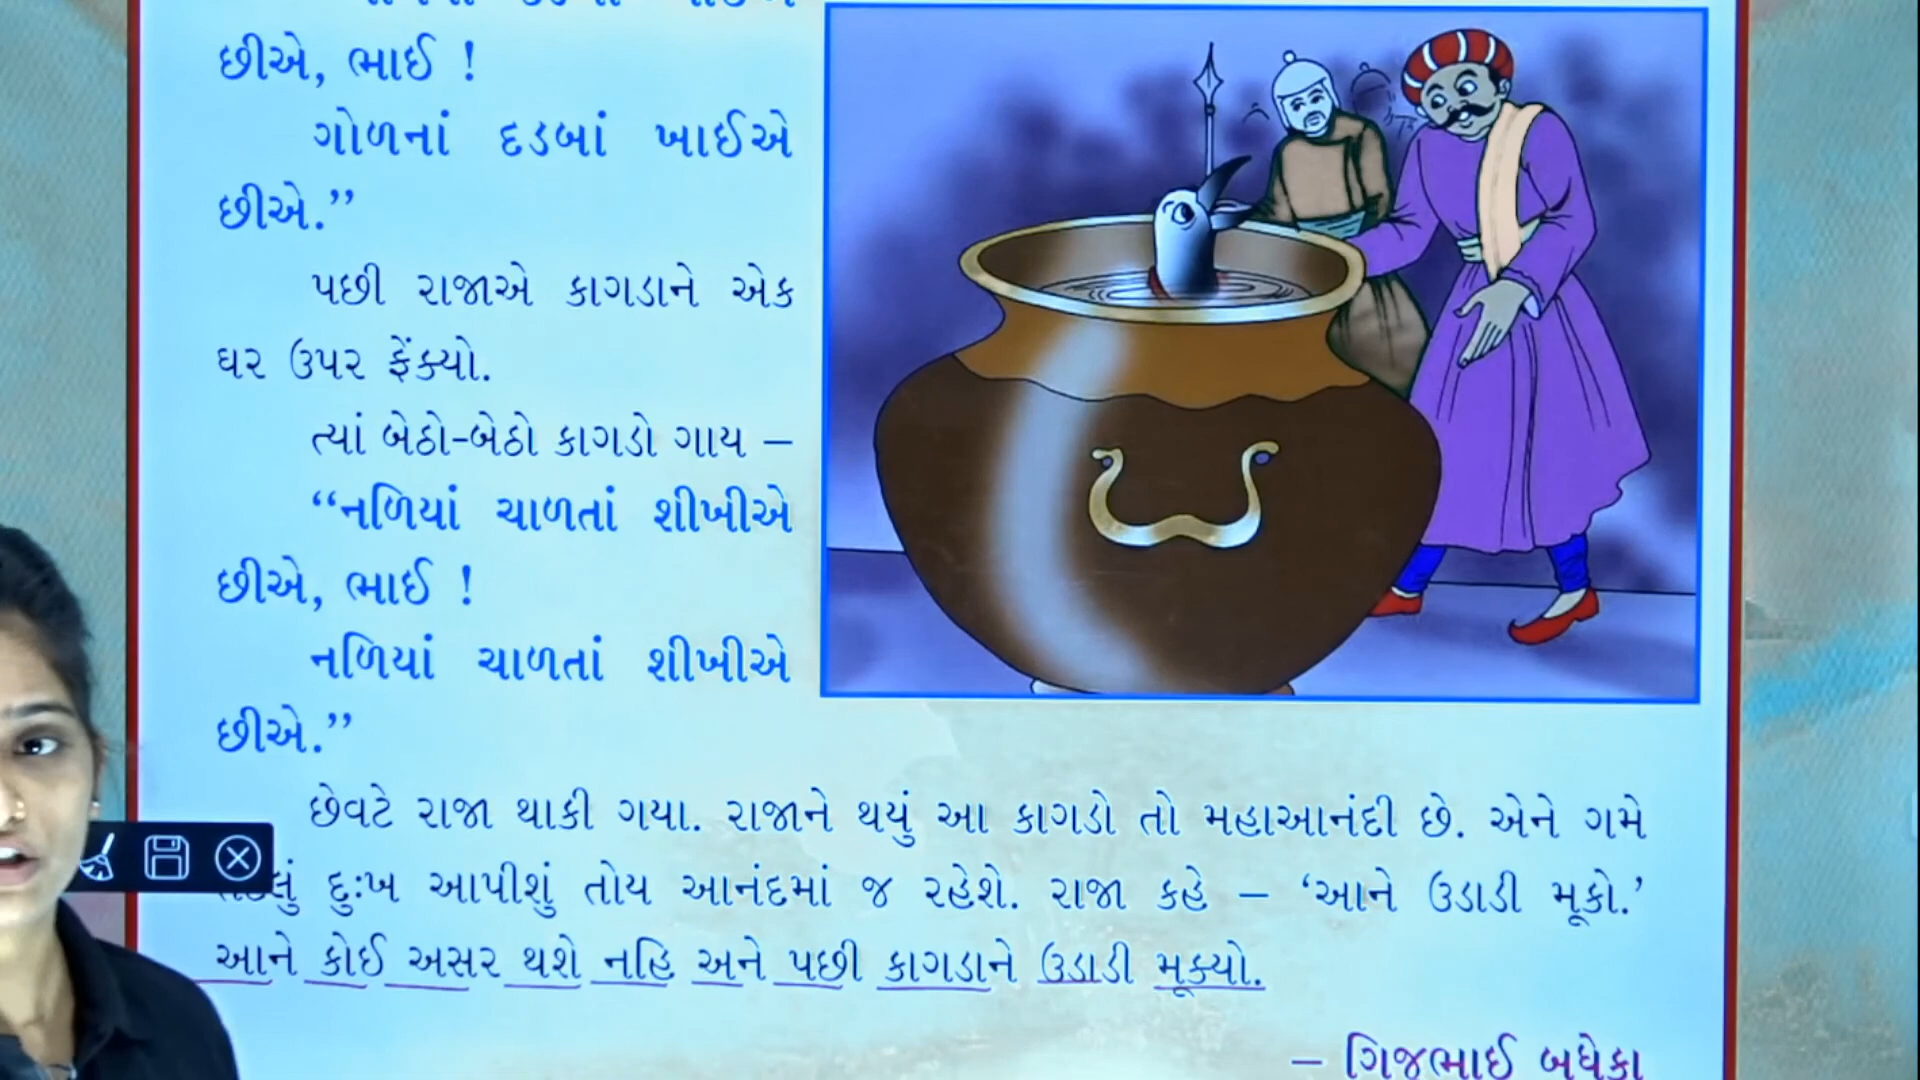 છીએ, ભાઈ !
ગોળનાં દડબાં ખાઈએ
છીએ.”
પછી રાજાએ કાગડાને એક
ઘર ઉપર ફેંક્યો.
ત્યાં બેઠો-બેઠો કાગડો ગાય –
“નળિયાં ચાળતાં શીખીએ
છીએ, ભાઈ !
નળિયાં ચાળતાં શીખીએ
છીએ.”
છેવટે રાજા થાકી ગયા. રાજાને થયું આ કાગડો તો મહાઆનંદી છે. એને ગમે
દુઃખ આપીશું તોય આનંદમાં જ રહેશે. રાજા કહે – ‘આને ઉડાડી મૂકો.’
આને કોઈ અસર થશે નહિ અને પછી કાગડાને ઉડાડી મૂક્યો.
– ગિજુભાઈ બધેકા